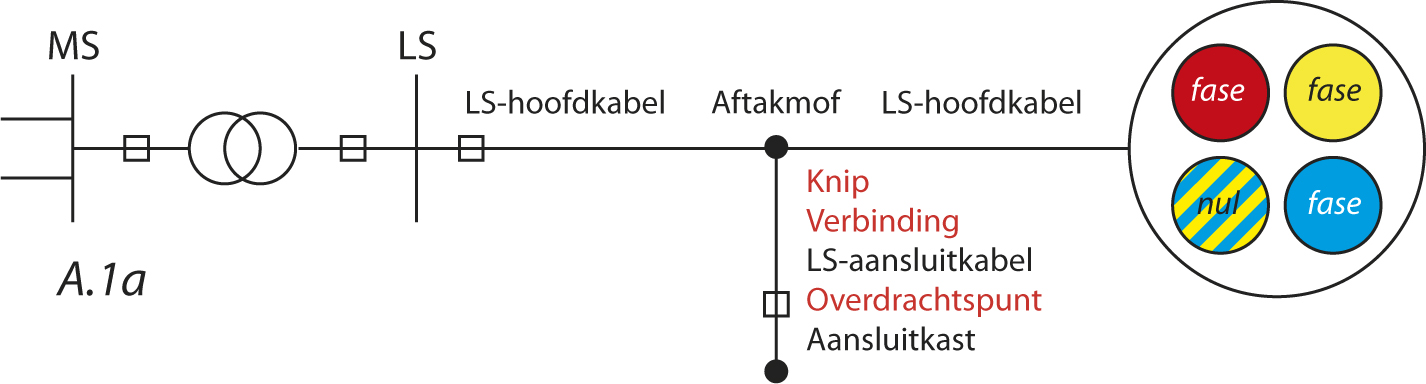 MS
LS
LS-hoofdkabel
Aftakmof
LS-hoofdkabel
fase
fase
nul
fase
Knip
Verbinding
LS-aansluitkabel
Overdrachtspunt
Aansluitkast
A.1a